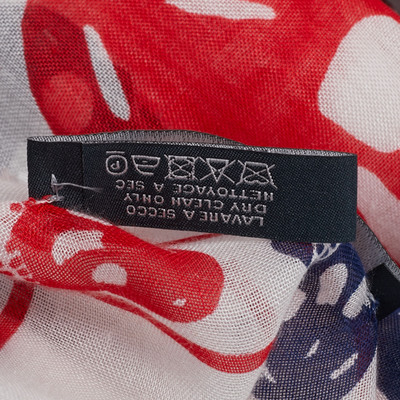 LAVARE A SECCO
DRY CLEAN ONLY
NETTOYAGE A SEC
P